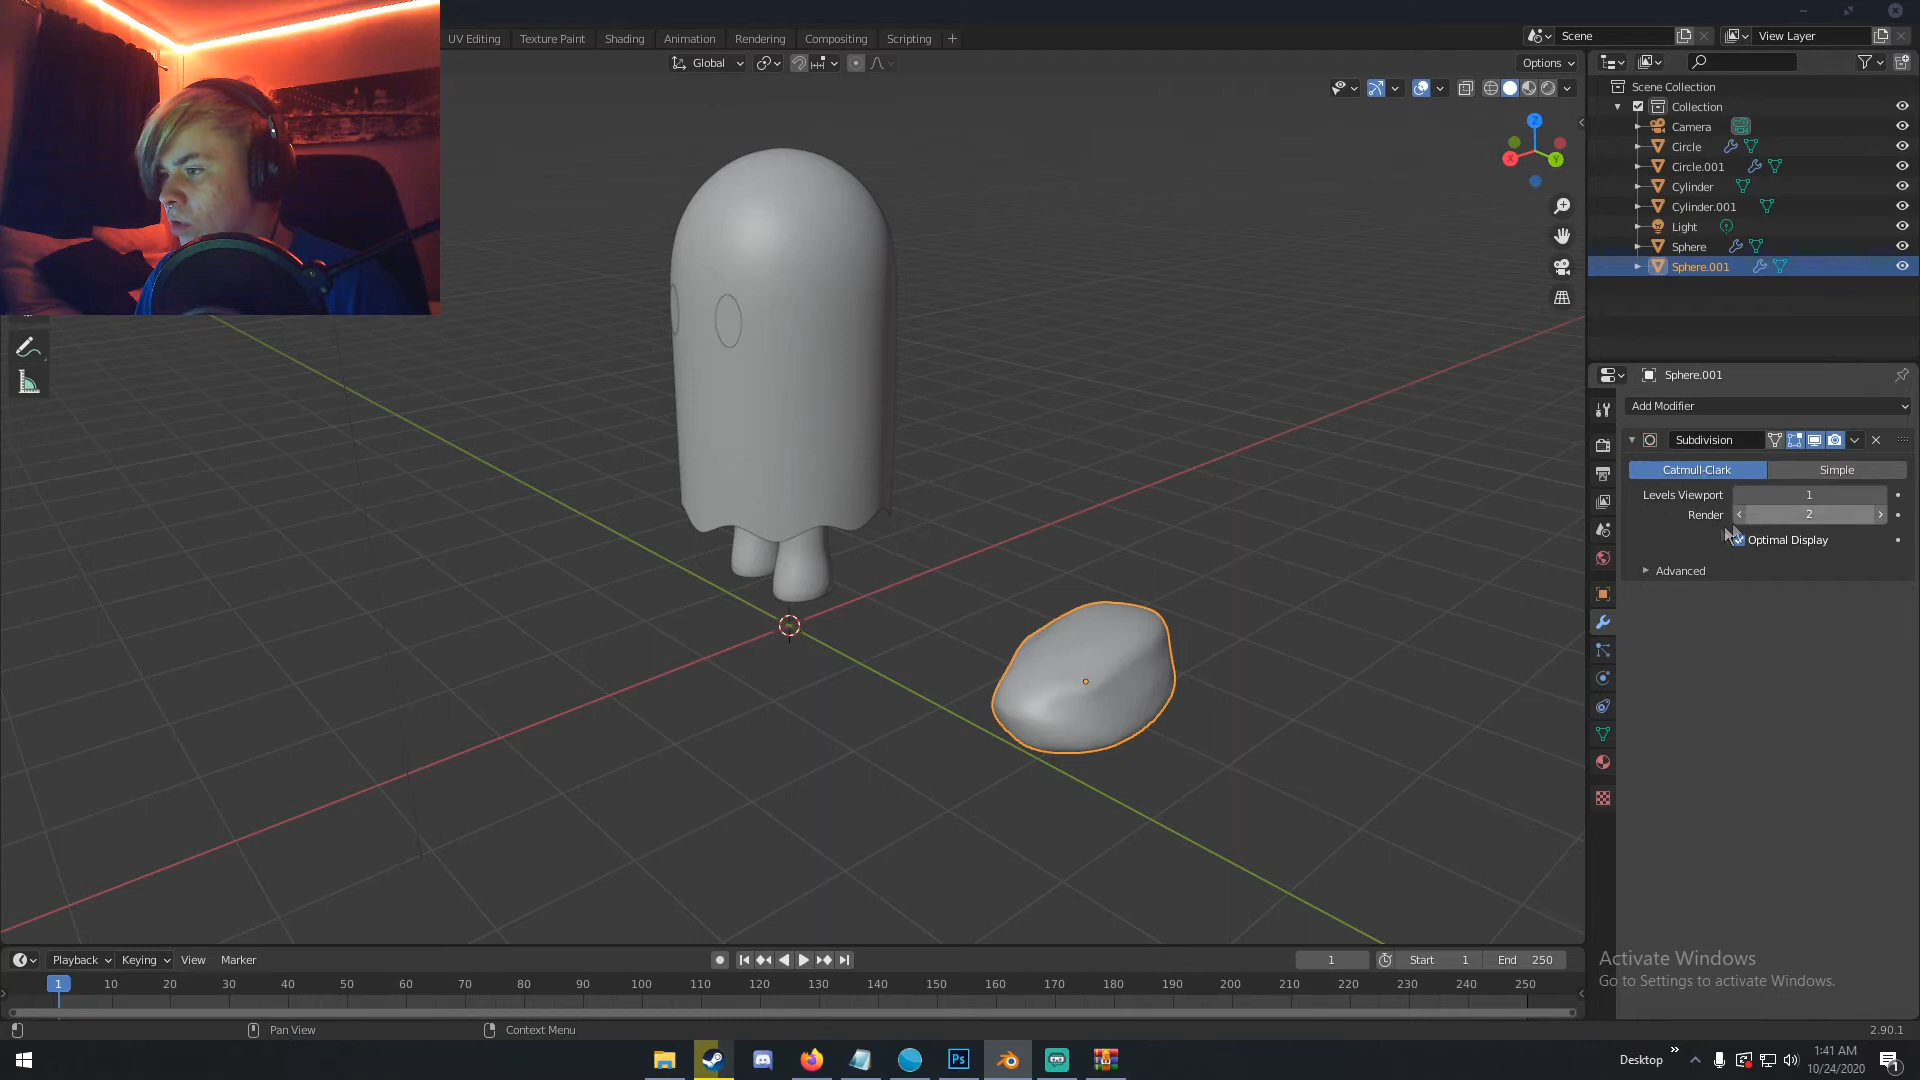 UV Editing Texture Paint Shading Animation Rendering Compositing Scripting +
Scene
View Layer
Global
Options
Scene Collection
Collection
Camera
Circle
Circle.001
Cylinder
Cylinder.001
Light
Sphere
Sphere.001
Z
X
Y
Sphere.001
Add Modifier
Subdivision
Catmull-Clark Simple
Levels Viewport 1
Render 2
Optimal Display
Advanced
Activate Windows
Go to Settings to activate Windows.
Playback Keying View Marker
1 Start 1 End 250
1 10 20 30 40 50 60 70 80 90 100 110 120 130 140 150 160 170 180 190 200 210 220 230 240 250
Pan View Context Menu 2.90.1
Ps
Desktop
1:41 AM
10/24/2020
1